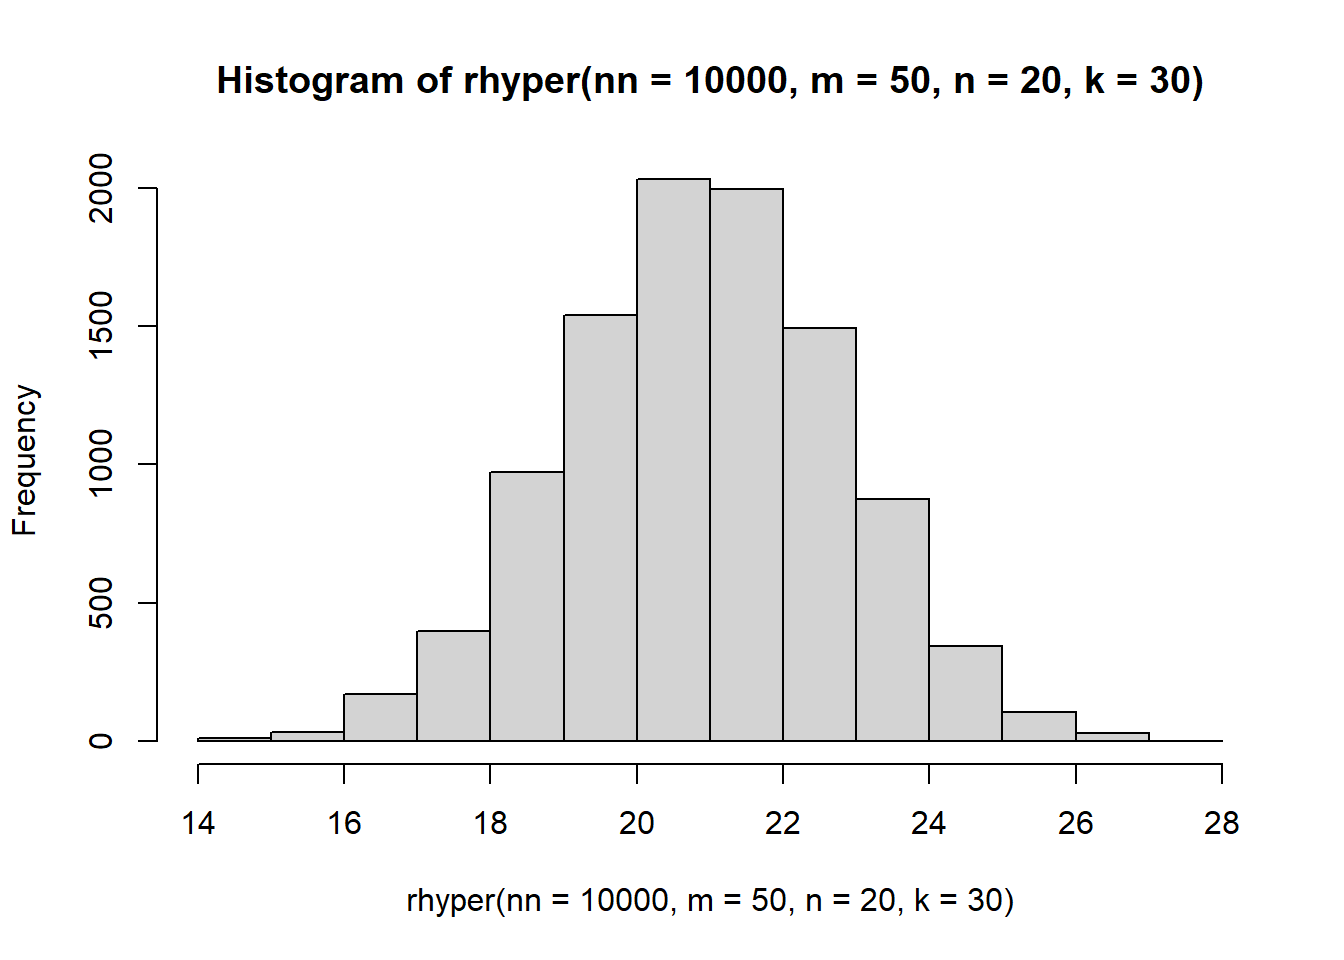 Histogram of rhyper(nn = 10000, m = 50, n = 20, k = 30)
Frequency
2000
1500
1000
500
0
14 16 18 20 22 24 26 28
rhyper(nn = 10000, m = 50, n = 20, k = 30)